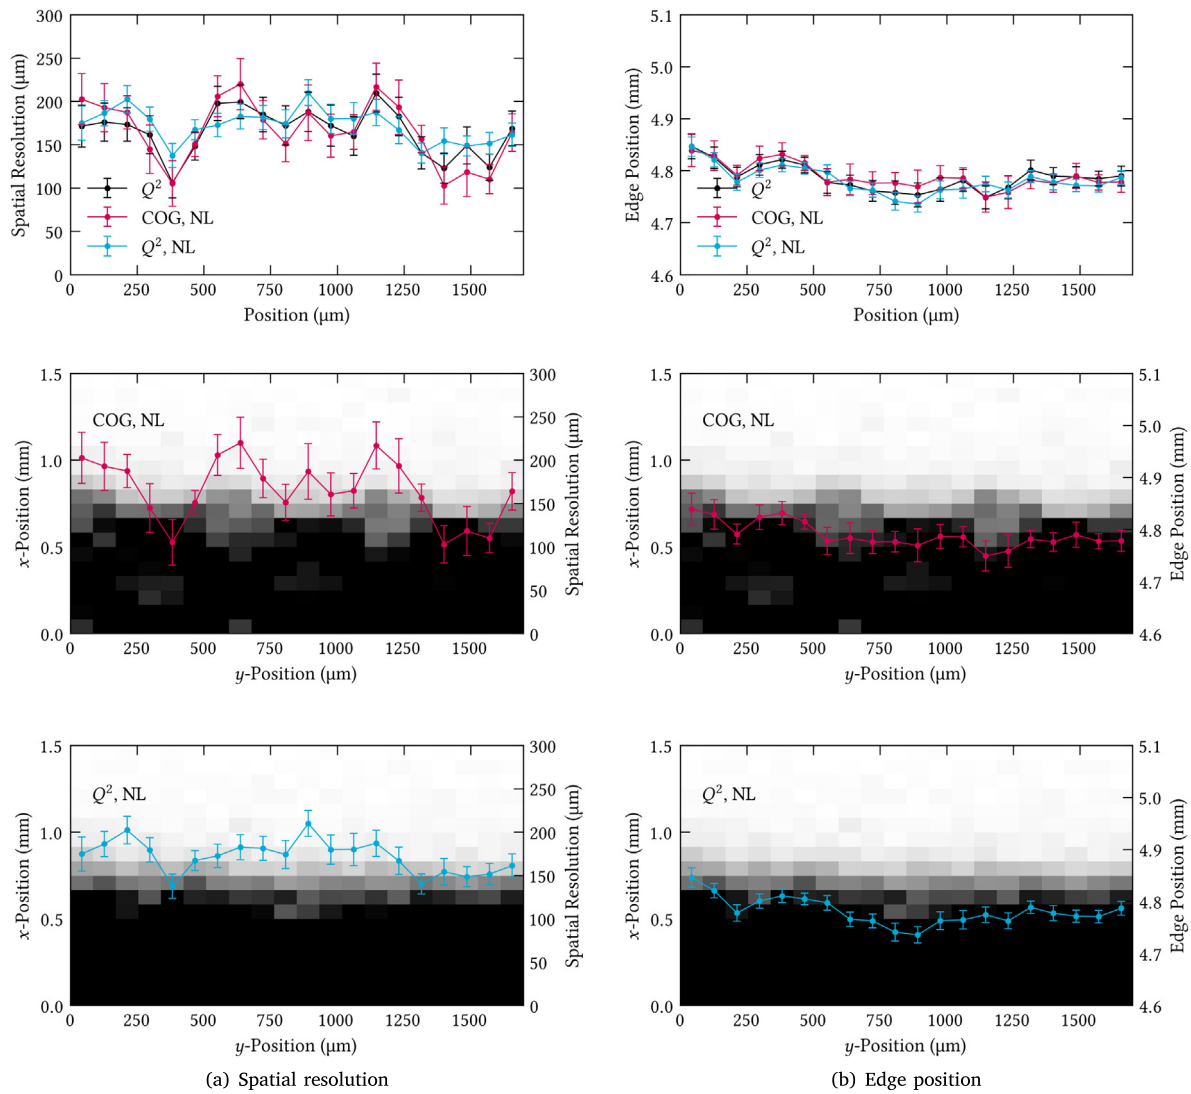 300
250
200
150
100
50
0
Spatial Resolution (µm)
Q², COG, NL
Q²
COG, NL
Q², NL
0 250 500 750 1000 1250 1500
Position (µm)
5.1
5.0
4.9
4.8
4.7
4.6
Edge Position (mm)
Q²
COG, NL
Q², NL
0 250 500 750 1000 1250 1500
Position (µm)
1.5
1.0
0.5
0.0
x-Position (mm)
COG, NL
300
250
200
150
100
50
0
Spatial Resolution (µm)
0 250 500 750 1000 1250 1500
y-Position (µm)
1.5
1.0
0.5
0.0
x-Position (mm)
COG, NL
5.1
5.0
4.9
4.8
4.7
4.6
Edge Position (mm)
0 250 500 750 1000 1250 1500
y-Position (µm)
1.5
1.0
0.5
0.0
x-Position (mm)
Q², NL
300
250
200
150
100
50
0
Spatial Resolution (µm)
0 250 500 750 1000 1250 1500
y-Position (µm)
(a) Spatial resolution
1.5
1.0
0.5
0.0
x-Position (mm)
Q², NL
5.1
5.0
4.9
4.8
4.7
4.6
Edge Position (mm)
0 250 500 750 1000 1250 1500
y-Position (µm)
(b) Edge position